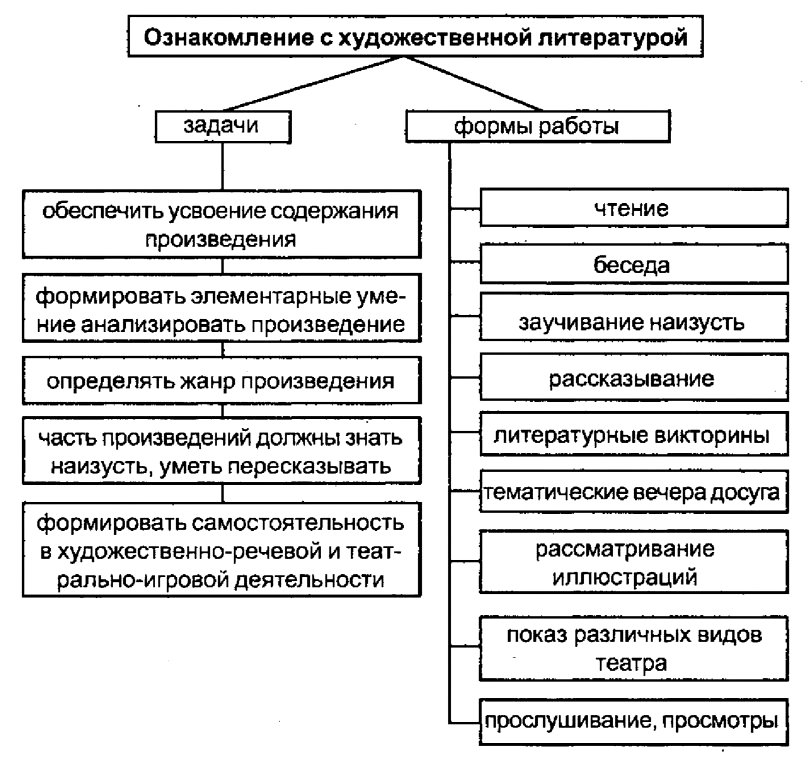 Ознакомление с художественной литературой
задачи
обеспечить усвоение содержания
произведения
формировать элементарные уме-
ние анализировать произведение
определять жанр произведения
часть произведений должны знать
наизусть, уметь пересказывать
формировать самостоятельность
в художественно-речевой и теат-
рально-игровой деятельности
формы работы
чтение
беседа
заучивание наизусть
рассказывание
литературные викторины
тематические вечера досуга
рассматривание
иллюстраций
показ различных видов
театра
прослушивание, просмотры